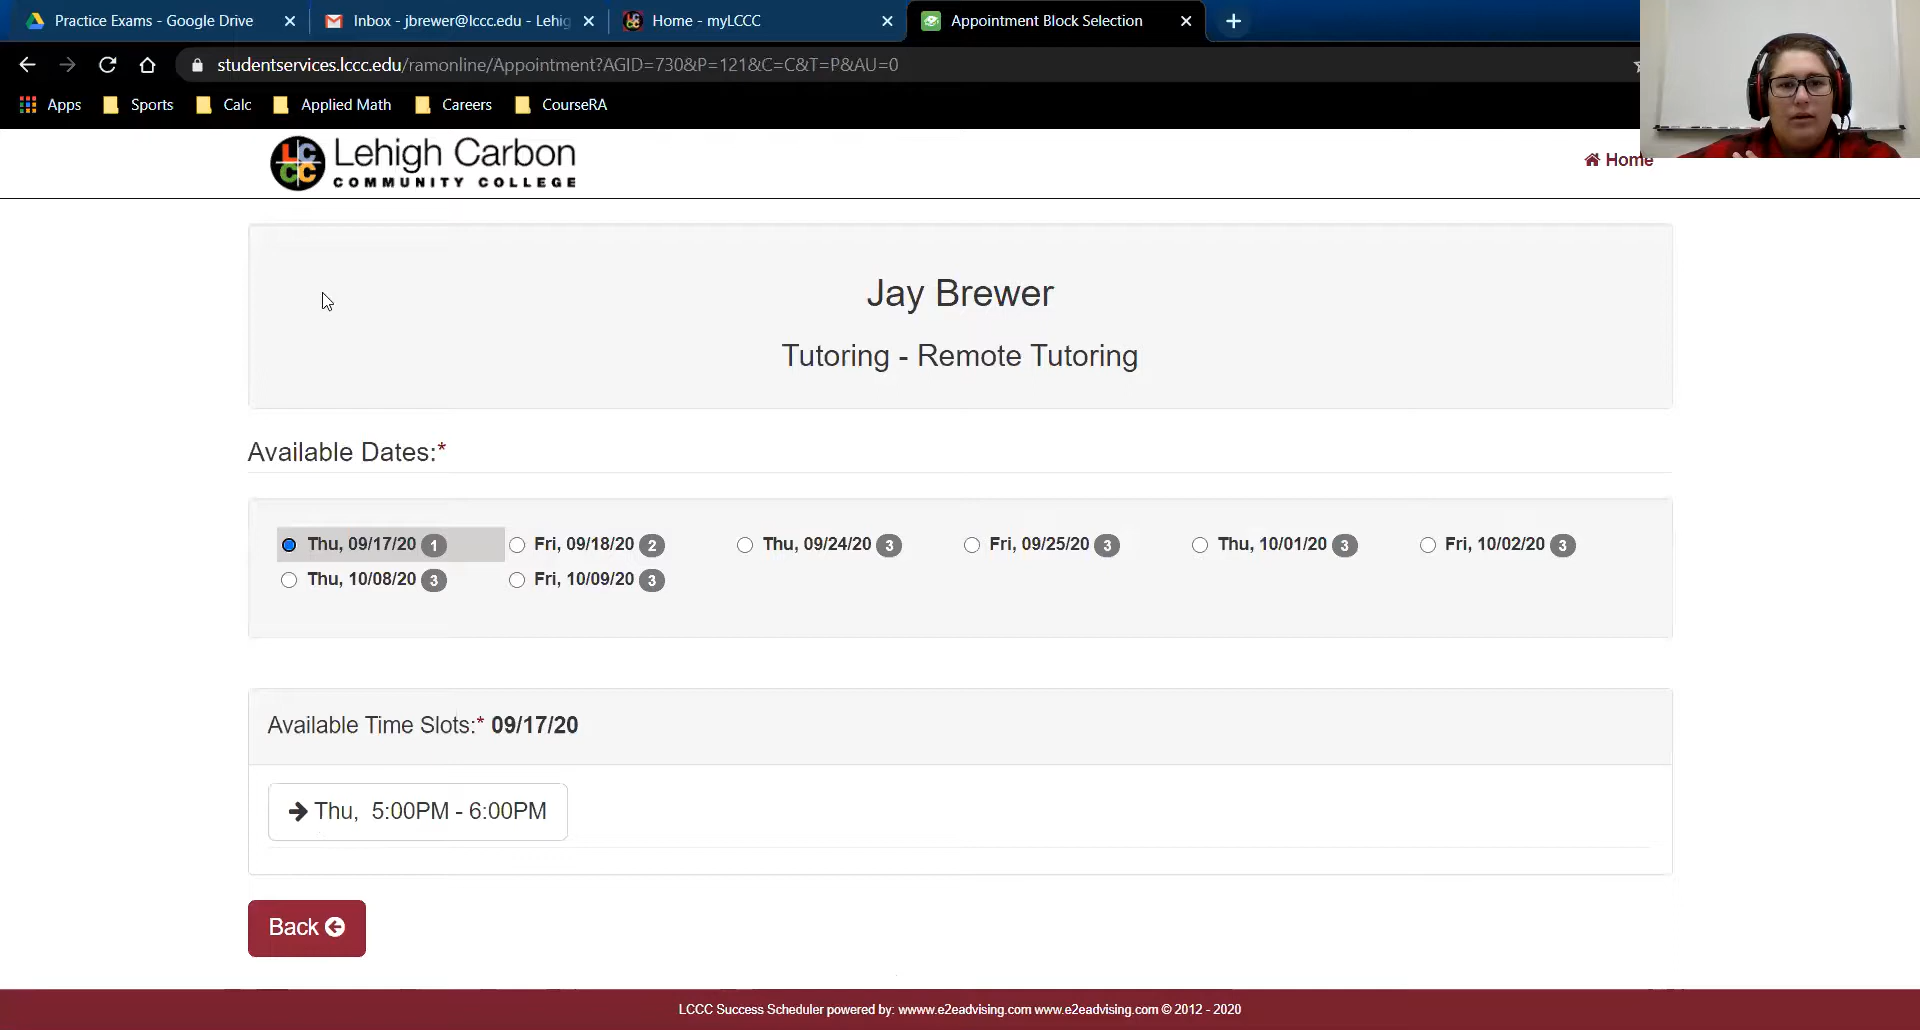 Practice Exams - Google Drive
Inbox - jbrewer@lccc.edu - Lehig
Home - myLCCC
Appointment Block Selection
studentservices.lccc.edu/ramonline/Appointment?AGID=730&P=121&C=C&T=P&AU=0
Apps Sports Calc Applied Math Careers CourseRA
LCCC
Lehigh Carbon
COMMUNITY COLLEGE
Home
Jay Brewer
Tutoring - Remote Tutoring
Available Dates:*
Thu, 09/17/20 1 Fri, 09/18/20 2 Thu, 09/24/20 3 Fri, 09/25/20 3 Thu, 10/01/20 3 Fri, 10/02/20 3
Thu, 10/08/20 3 Fri, 10/09/20 3
Available Time Slots:* 09/17/20
Thu, 5:00PM - 6:00PM
Back
LCCC Success Scheduler powered by: wwww.e2eadvising.com www.e2eadvising.com © 2012 - 2020